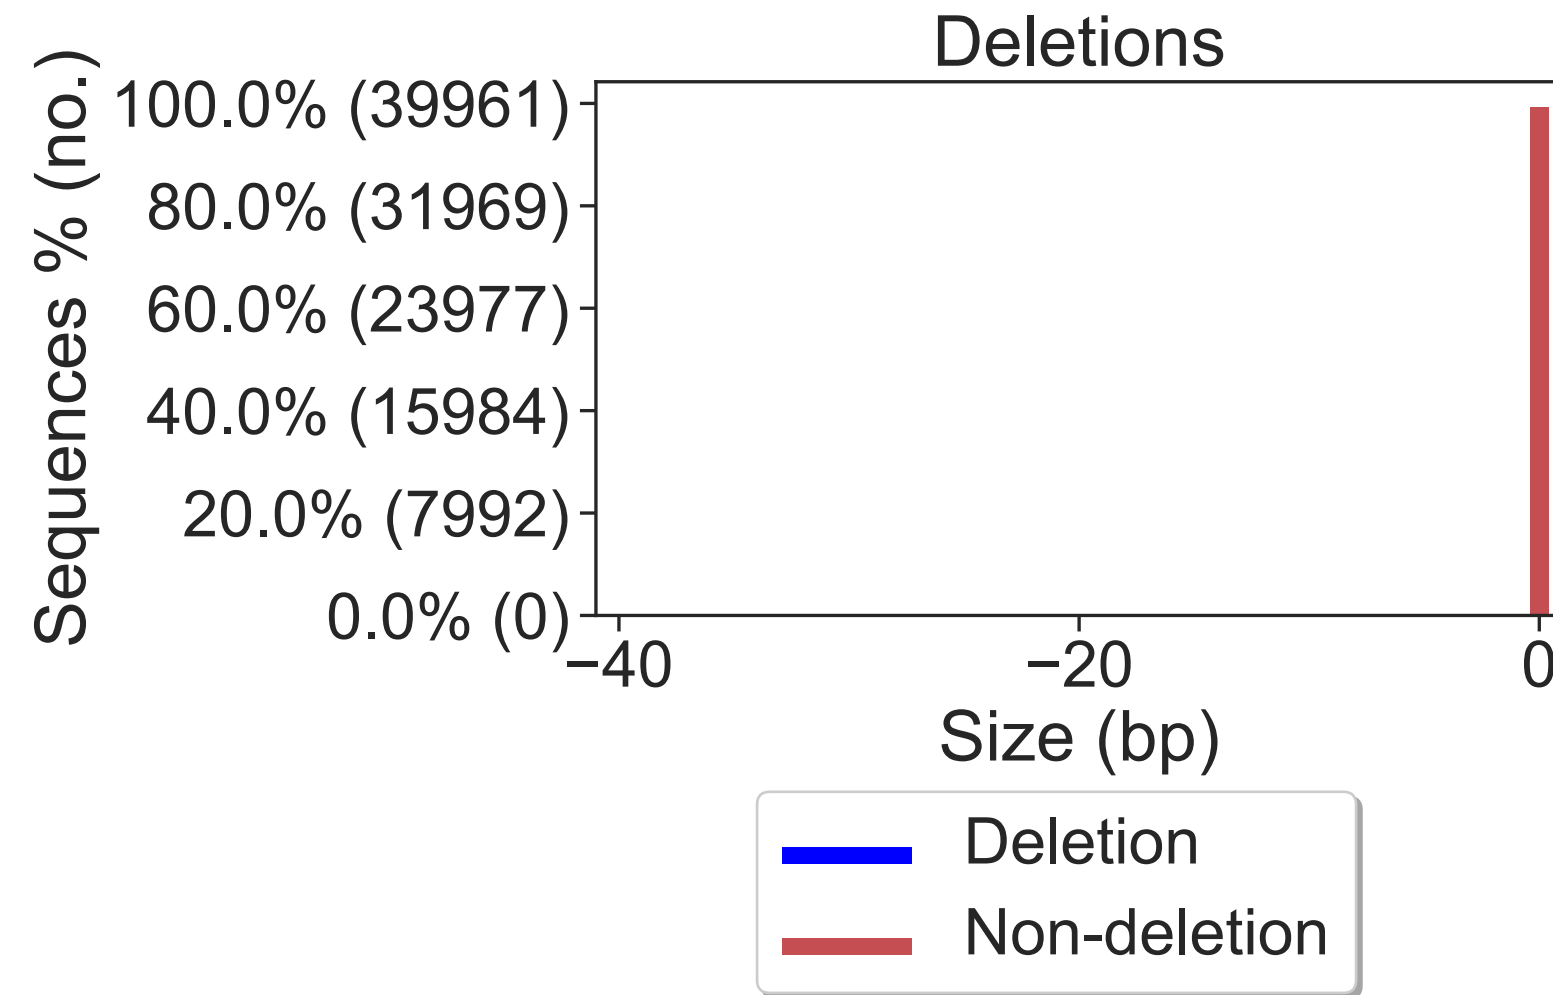 Deletions
Sequences % (no.)
100.0% (39961)
80.0% (31969)
60.0% (23977)
40.0% (15984)
20.0% (7992)
0.0% (0)
−40 −20 0
Size (bp)
Deletion
Non-deletion